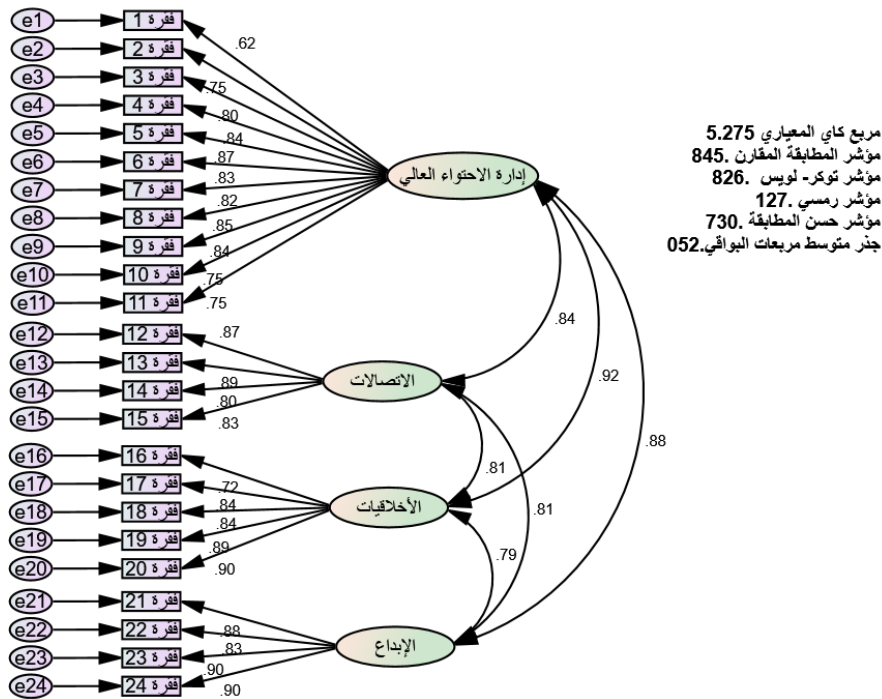 e1 فقرة 1
.62
e2 فقرة 2
e3 فقرة 3
.75
e4 فقرة 4
.80
e5 فقرة 5
.84
e6 فقرة 6
.87
e7 فقرة 7
.83
e8 فقرة 8
.82
e9 فقرة 9
.85
e10 فقرة 10
.84
e11 فقرة 11
.75
.75
إدارة الاحتواء العالي
e12 فقرة 12
.87
e13 فقرة 13
e14 فقرة 14
.89
e15 فقرة 15
.80
.83
الاتصالات
e16 فقرة 16
e17 فقرة 17
.72
e18 فقرة 18
.84
e19 فقرة 19
.84
e20 فقرة 20
.89
.90
الأخلاقيات
e21 فقرة 21
e22 فقرة 22
.88
e23 فقرة 23
.83
e24 فقرة 24
.90
.90
الإبداع
.84
.92
.88
.81
.81
.79
مربع كاي المعياري 5.275
مؤشر المطابقة المقارن .845
مؤشر توكر- لويس .826
مؤشر رمسي .127
مؤشر حسن المطابقة .730
جذر متوسط مربعات البواقي.052